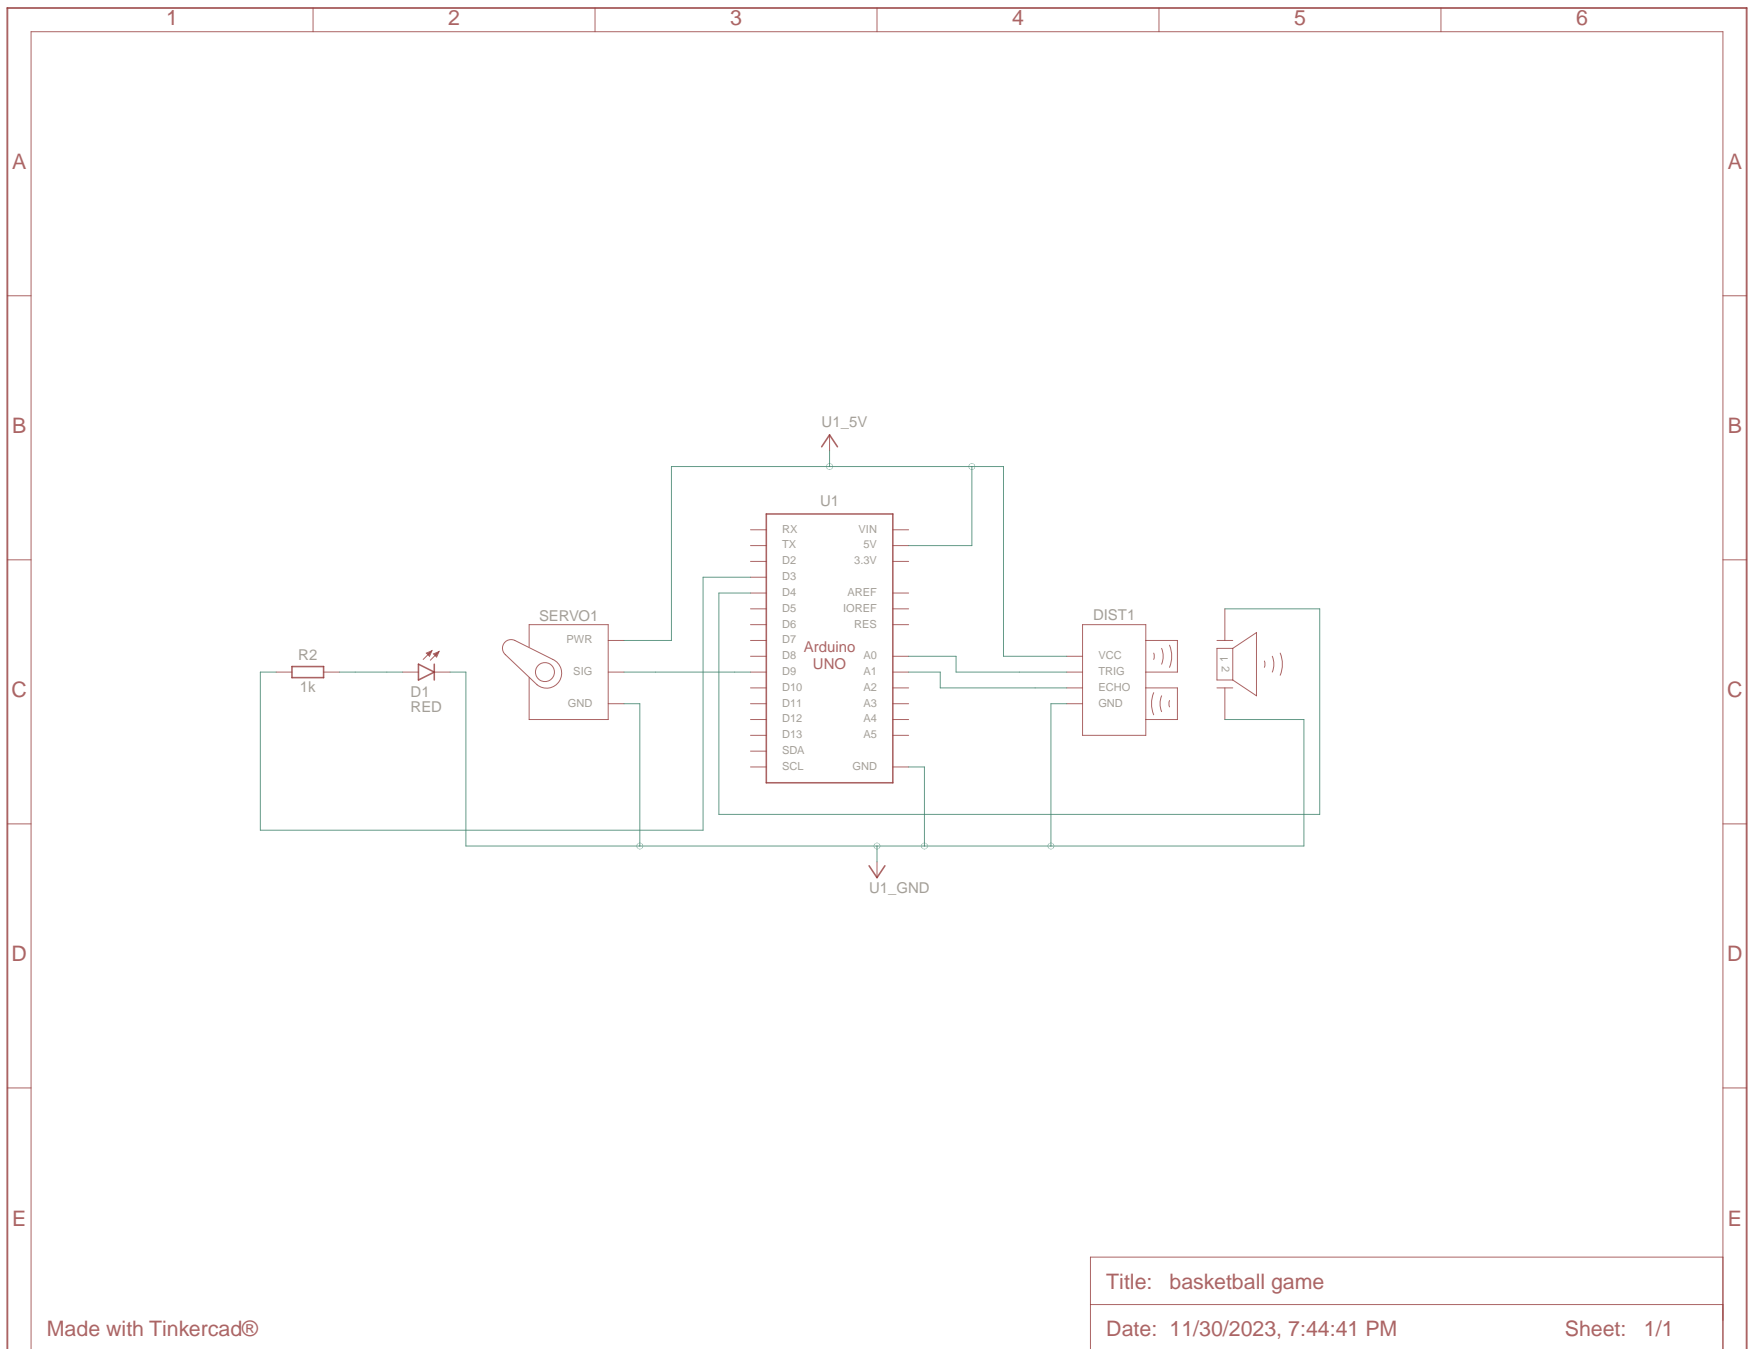 1 2 3 4 5 6
A A
B B
U1_5V
U1
RX VIN
TX 5V
D2 3.3V
D3
D4 AREF
D5 IOREF
D6 RES
D7
D8 A0
D9 A1
D10 A2
D11 A3
D12 A4
D13 A5
SDA
SCL GND
Arduino
UNO
SERVO1
PWR
SIG
GND
DIST1
VCC
TRIG
ECHO
GND
1 2
R2
1k
D1
RED
C C
U1_GND
D D
E E
Title: basketball game
Made with Tinkercad®
Date: 11/30/2023, 7:44:41 PM Sheet: 1/1